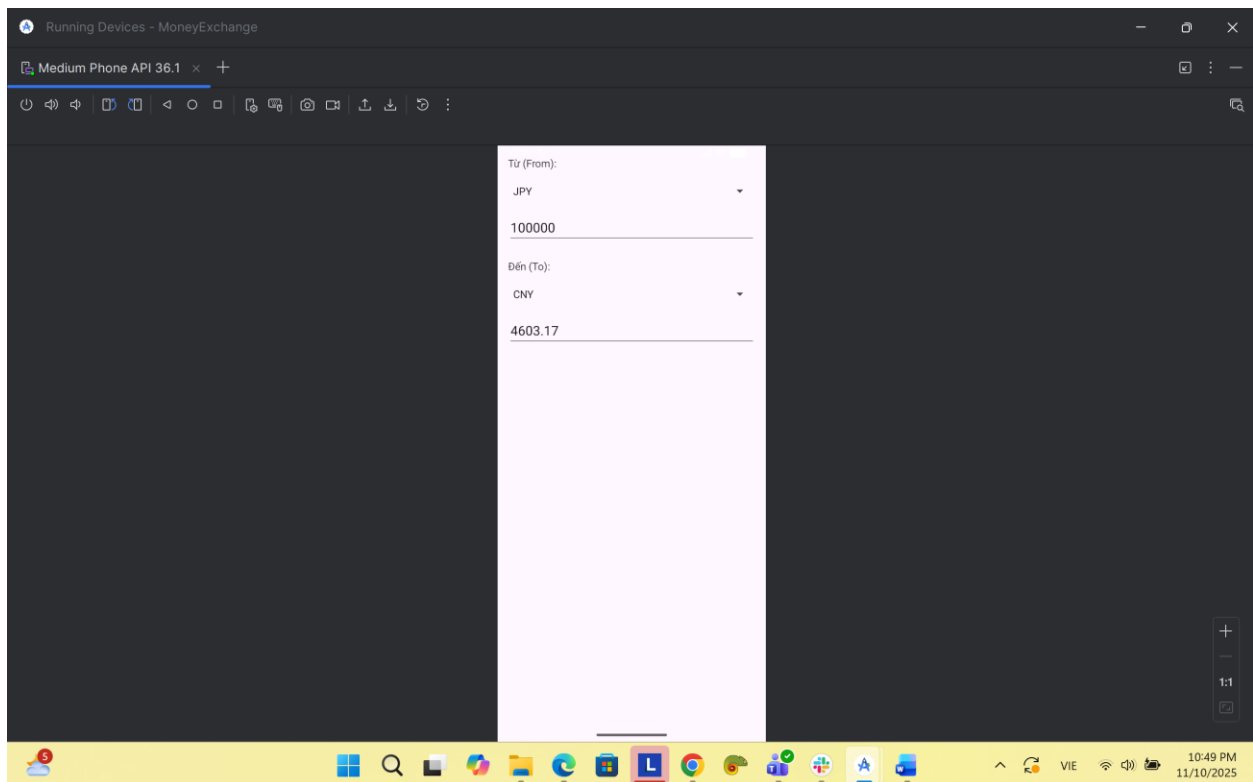 Running Devices - MoneyExchange
Medium Phone API 36.1
Từ (From):
JPY
100000
Đến (To):
CNY
4603.17
1:1
5
L
VIE
10:49 PM
11/10/2025